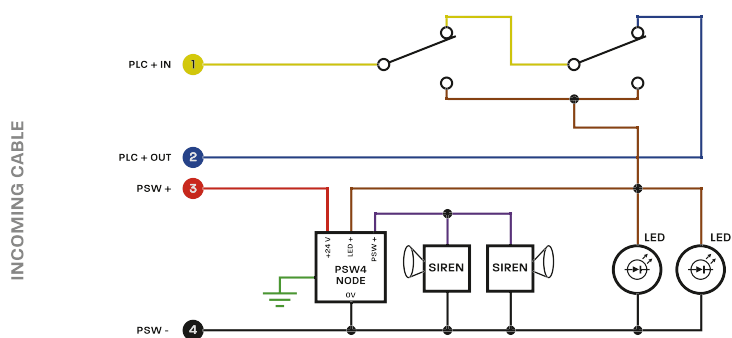 INCOMING CABLE
PLC + IN 1
PLC + OUT 2
PSW + 3
+24 V
LED +
PSW +
PSW4
NODE
0V
SIREN
SIREN
LED
LED
PSW - 4